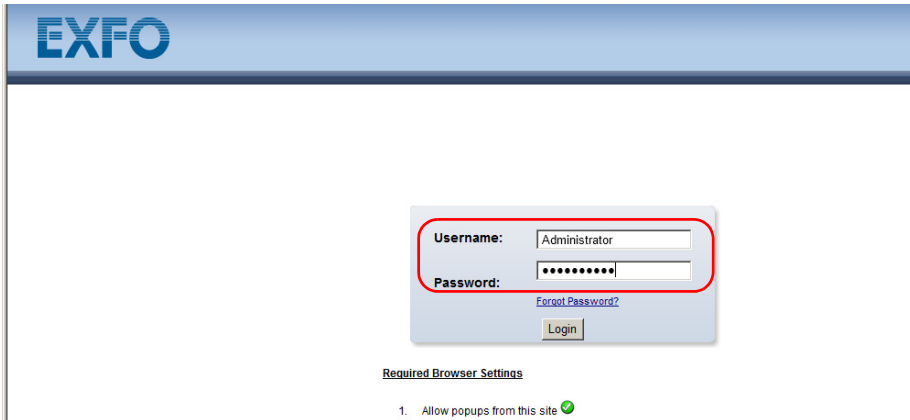 EXFO
Username: Administrator
Password: ●●●●●●●●●●
Forgot Password?
Login
Required Browser Settings
1. Allow popups from this site